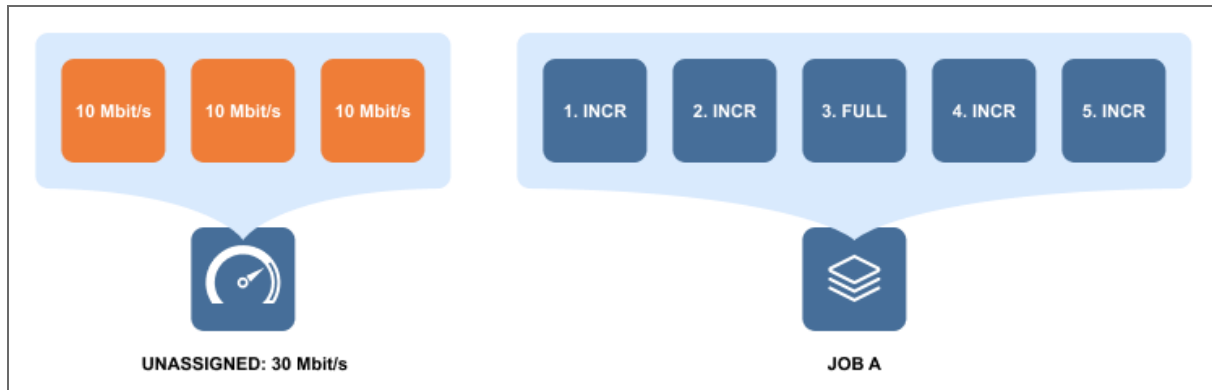 10 Mbit/s
10 Mbit/s
10 Mbit/s
UNASSIGNED: 30 Mbit/s
1. INCR
2. INCR
3. FULL
4. INCR
5. INCR
JOB A